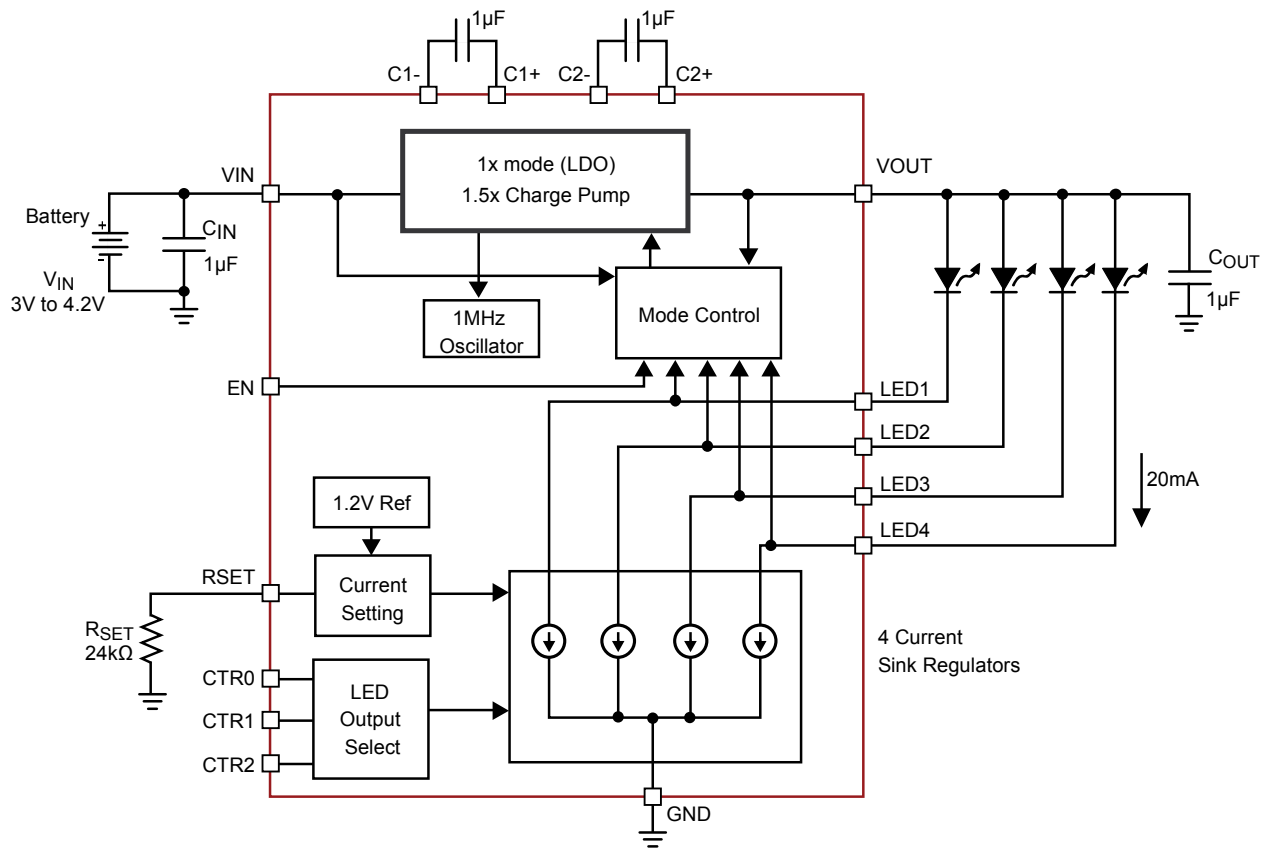 1µF
1µF
C1-
C1+
C2-
C2+
VIN
1x mode (LDO)
1.5x Charge Pump
VOUT
Battery
+
-
CIN
1µF
VIN
3V to 4.2V
1MHz
Oscillator
Mode Control
COUT
1µF
EN
LED1
LED2
LED3
LED4
20mA
1.2V Ref
RSET
Current
Setting
RSET
24kΩ
4 Current
Sink Regulators
CTR0
CTR1
CTR2
LED
Output
Select
GND